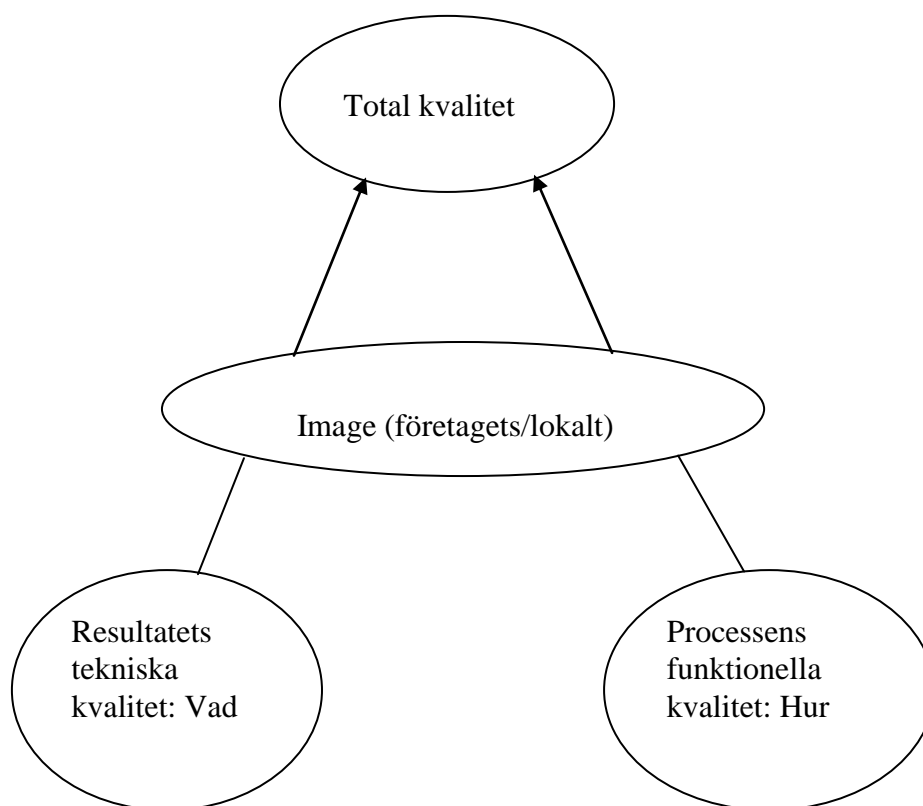 Total kvalitet
Image (företagets/lokalt)
Resultatets
tekniska
kvalitet: Vad
Processens
funktionella
kvalitet: Hur